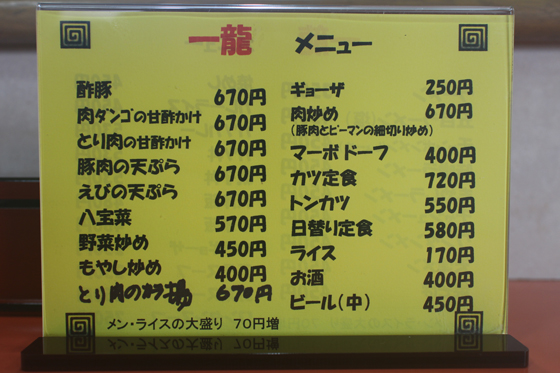 一龍 メニュー
酢豚 670円
肉ダンゴの甘酢かけ 670円
とり肉の甘酢かけ 670円
豚肉の天ぷら 670円
えびの天ぷら 670円
八宝菜 570円
野菜炒め 450円
もやし炒め 400円
とり肉のカラ揚 670円
ギョーザ 250円
肉炒め 670円
(豚肉とピーマンの細切り炒め)
マーボドーフ 400円
カツ定食 720円
トンカツ 550円
日替り定食 580円
ライス 170円
お酒 400円
ビール(中) 450円
メン・ライスの大盛り 70円増